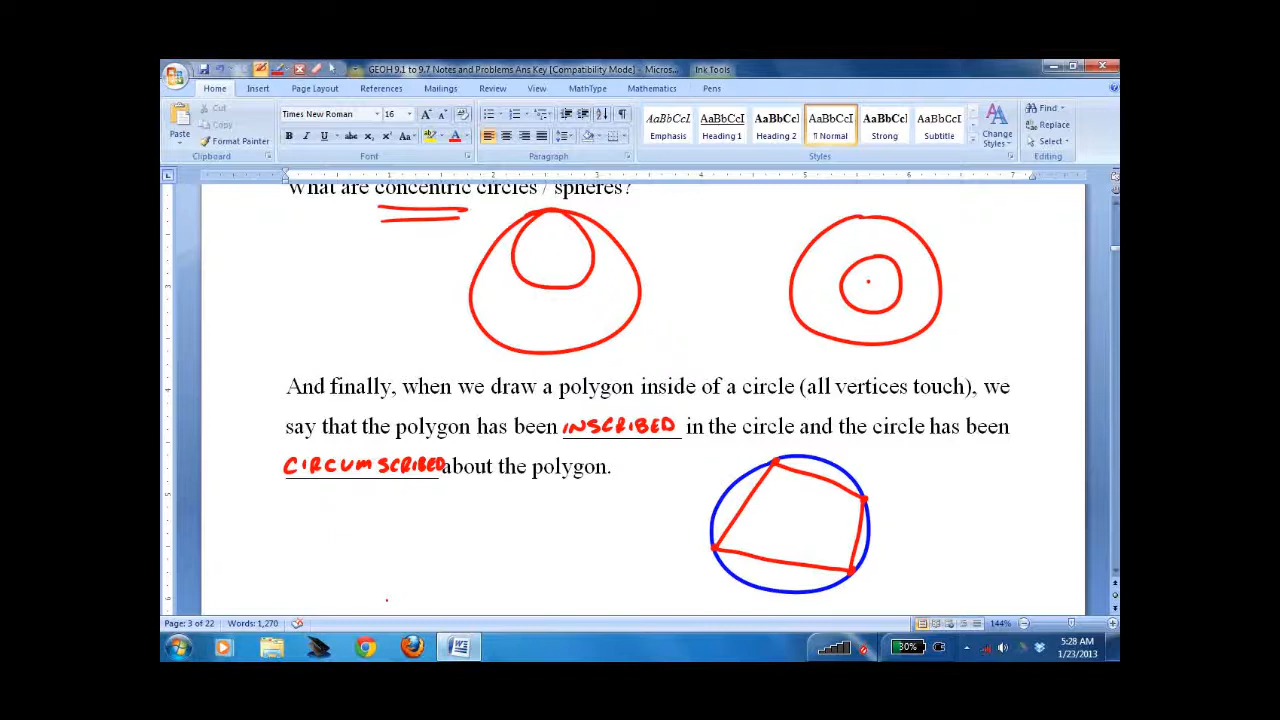 GEOH 9.1 to 9.7 Notes and Problems Ans Key [Compatibility Mode] - Micros...
Ink Tools
Home Insert Page Layout References Mailings Review View MathType Mathematics Pens
Paste
Cut
Copy
Format Painter
Clipboard
Times New Roman 16
Font
Paragraph
AaBbCcI AaBbCcI AaBbCcI AaBbCcI AaBbCcI AaBbCcI
Emphasis Heading 1 Heading 2 ¶ Normal Strong Subtitle
Styles
Change Styles
Find
Replace
Select
Editing
What are concentric circles / spheres?
And finally, when we draw a polygon inside of a circle (all vertices touch), we
say that the polygon has been INSCRIBED in the circle and the circle has been
CIRCUMSCRIBED about the polygon.
Page: 3 of 22 Words: 1,270 144%
80%
5:28 AM
1/23/2013